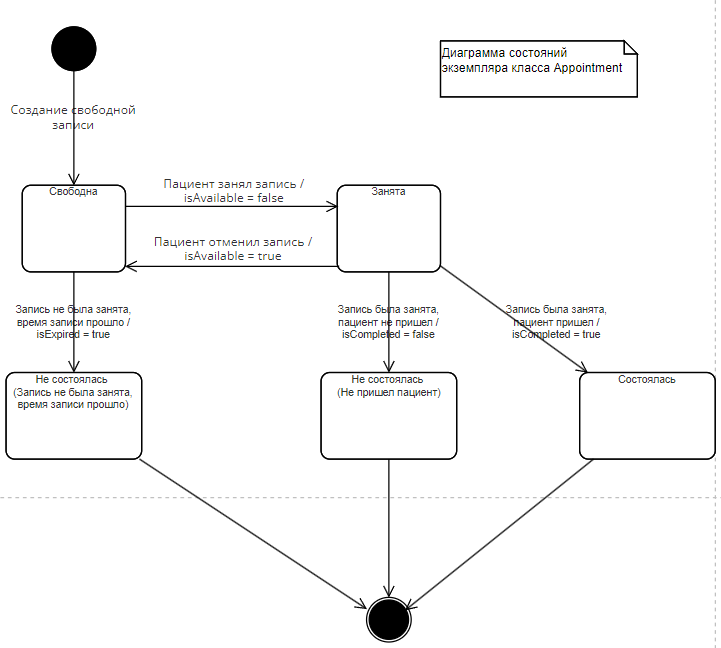 Диаграмма состояний
экземпляра класса Appointment
Создание свободной
записи
Свободна
Пациент занял запись /
isAvailable = false
Занята
Пациент отменил запись /
isAvailable = true
Запись не была занята,
время записи прошло /
isExpired = true
Запись была занята,
пациент не пришел /
isCompleted = false
Запись была занята,
пациент пришел /
isCompleted = true
Не состоялась
(Запись не была занята,
время записи прошло)
Не состоялась
(Не пришел пациент)
Состоялась